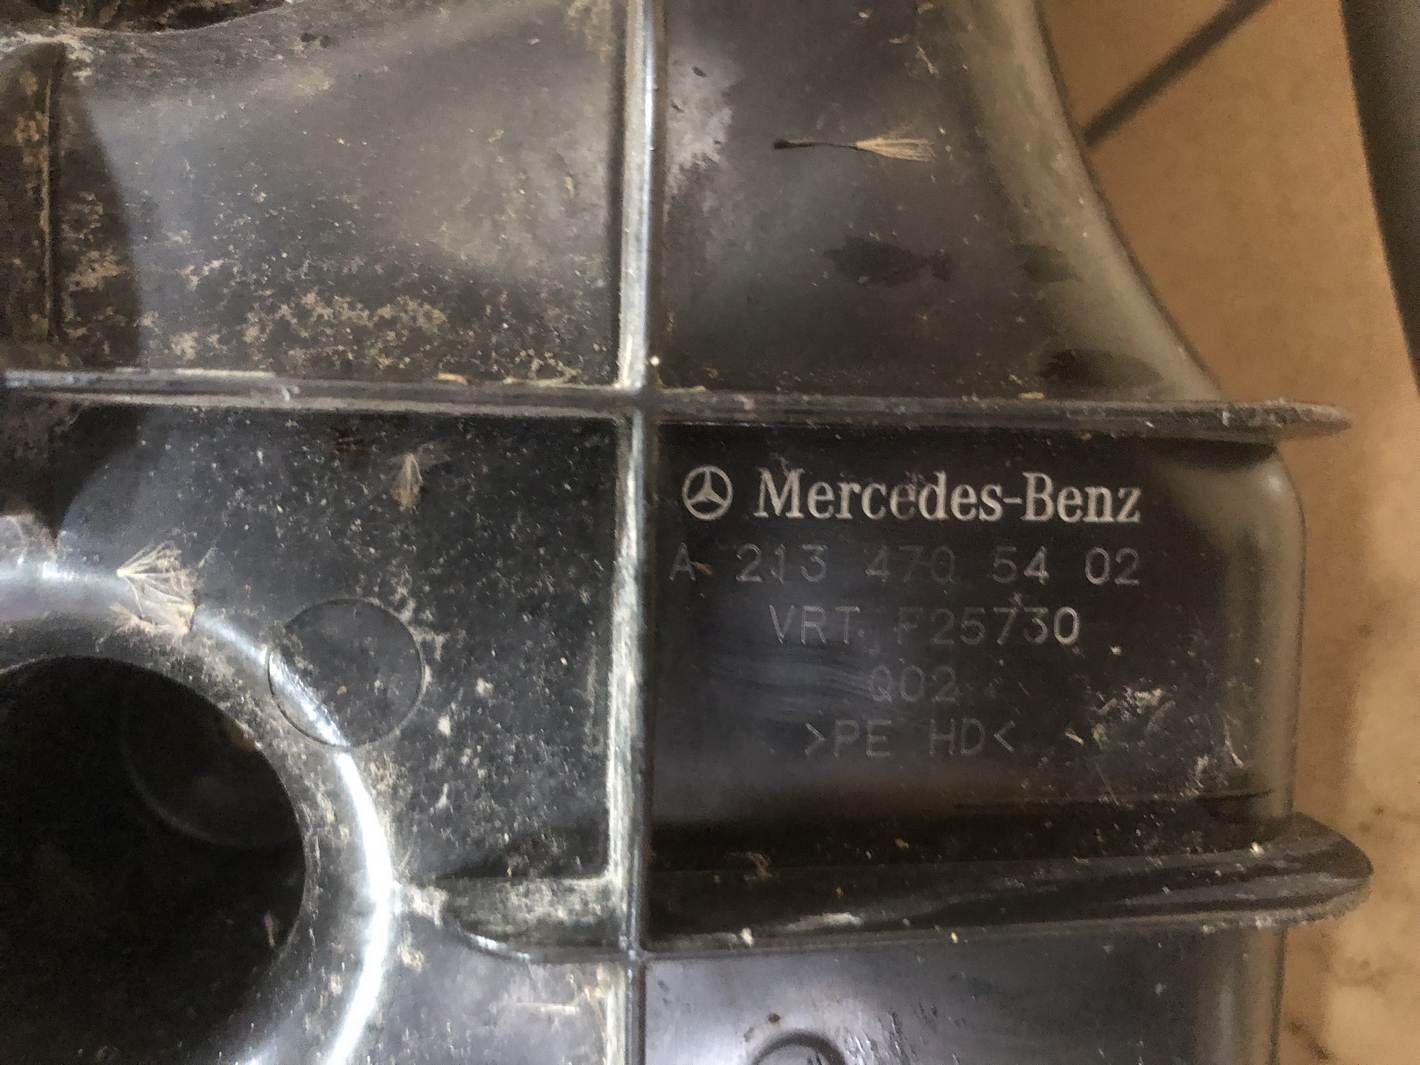 Mercedes-Benz
A 213 470 54 02
VRT F25730
Q02
>PE HD<